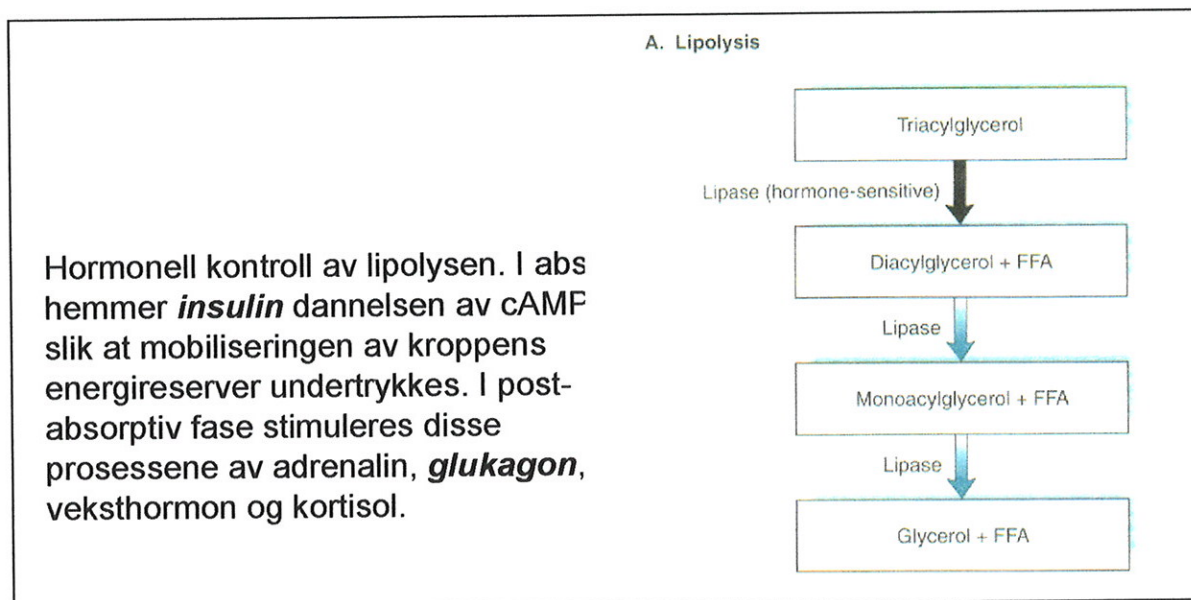 A. Lipolysis
Triacylglycerol
Lipase (hormone-sensitive)
Diacylglycerol + FFA
Lipase
Monoacylglycerol + FFA
Lipase
Glycerol + FFA
Hormonell kontroll av lipolysen. I abs
hemmer insulin dannelsen av cAMP
slik at mobiliseringen av kroppens
energireserver undertrykkes. I post-
absorptiv fase stimuleres disse
prosessene av adrenalin, glukagon,
veksthormon og kortisol.